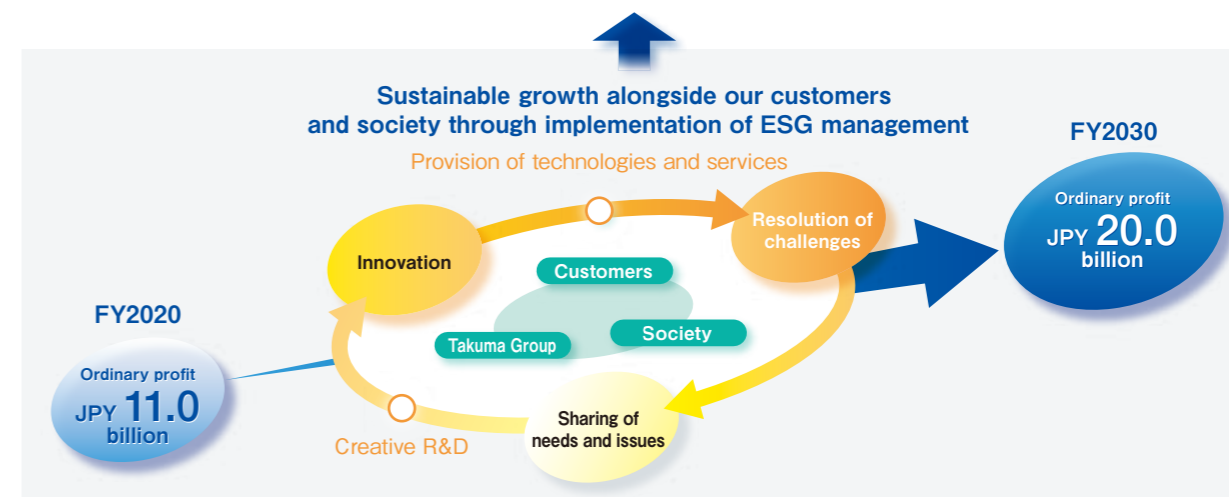 Sustainable growth alongside our customers
and society through implementation of ESG management
FY2030
Provision of technologies and services
Ordinary profit
JPY 20.0
billion
Resolution of
challenges
Innovation
Customers
Society
Takuma Group
FY2020
Ordinary profit
JPY 11.0
billion
Sharing of
needs and issues
Creative R&D